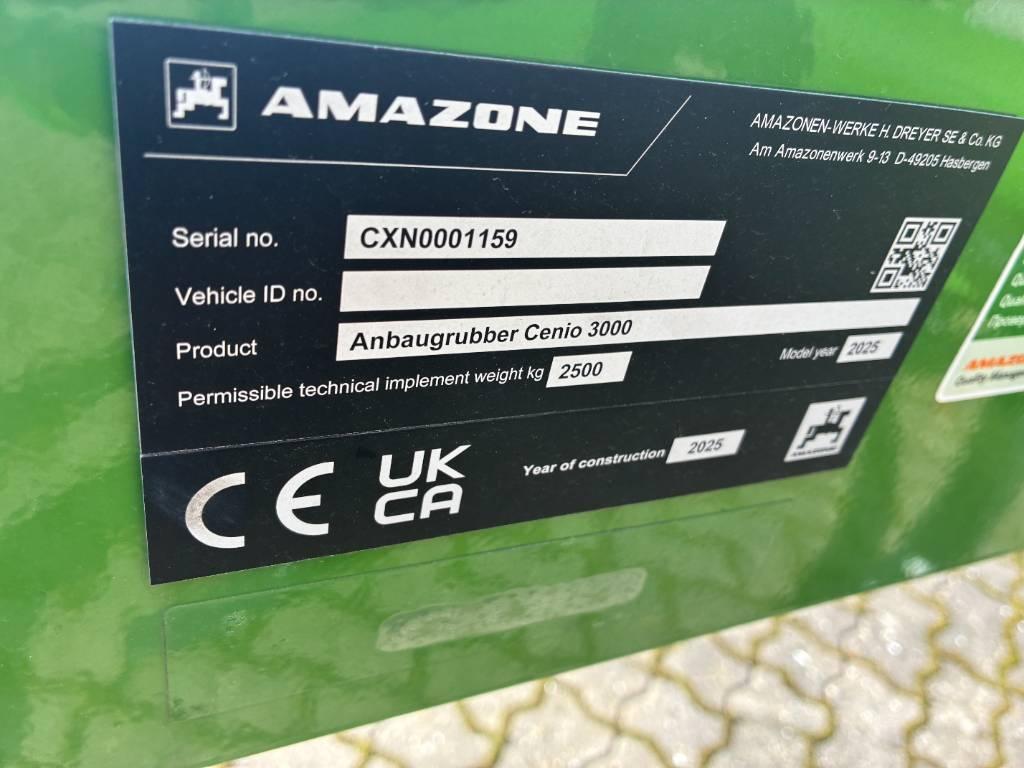 AMAZONE
AMAZONEN-WERKE H. DREYER SE & Co. KG
Am Amazonenwerk 9-13 D-49205 Hasbergen
Serial no. CXN0001159
Vehicle ID no.
Product Anbaugrubber Cenio 3000
Permissible technical implement weight kg 2500
Model year 2025
CE UK
CA
Year of construction 2025
AMAZONE
Quality